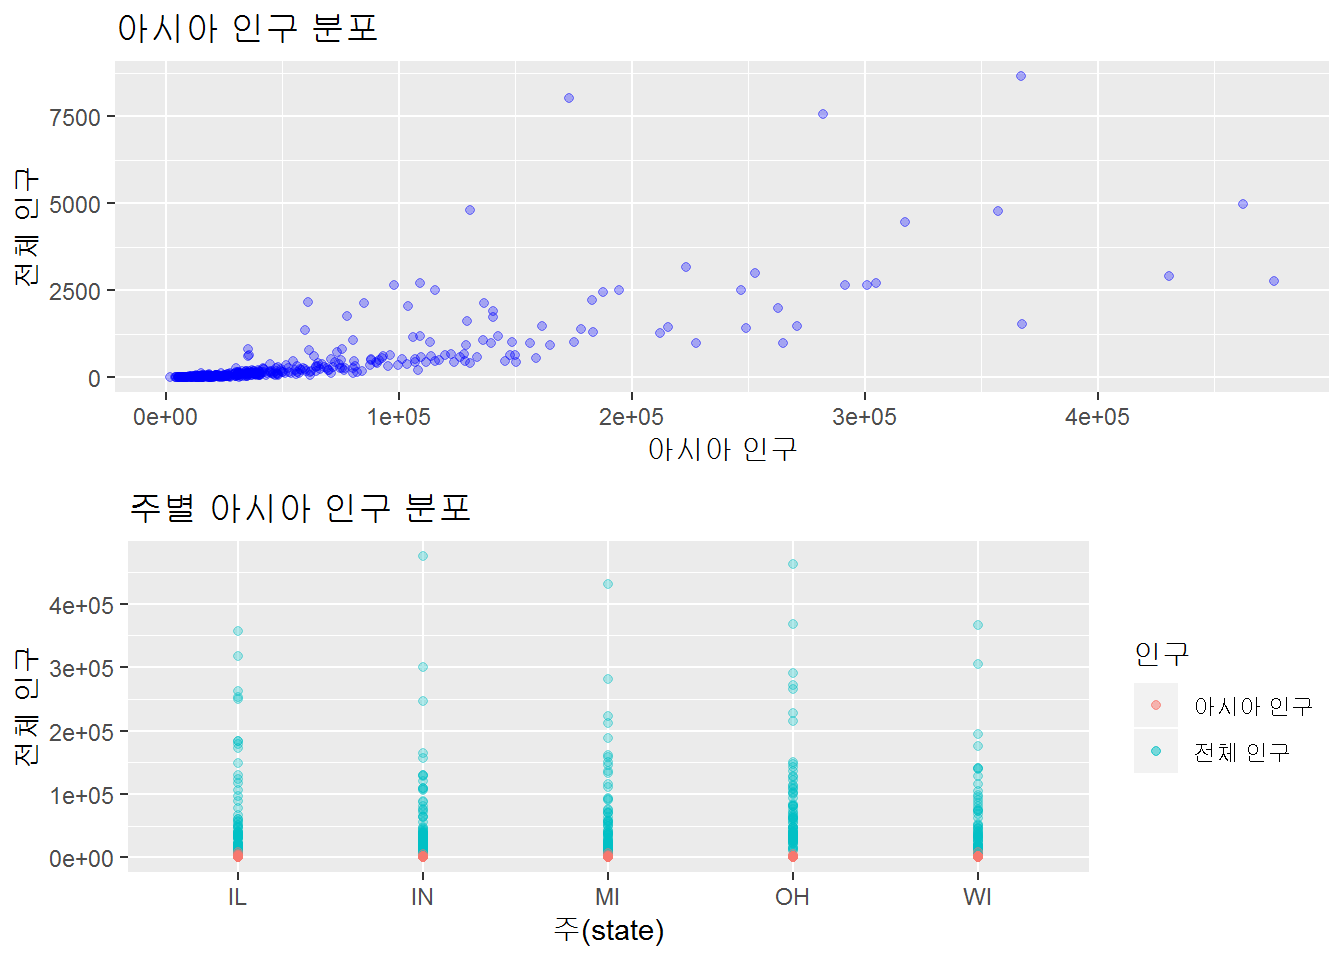 아시아 인구 분포
전체 인구
7500
5000
2500
0
0e+00 1e+05 2e+05 3e+05 4e+05
아시아 인구
주별 아시아 인구 분포
전체 인구
4e+05
3e+05
2e+05
1e+05
0e+00
IL IN MI OH WI
주(state)
인구
아시아 인구
전체 인구